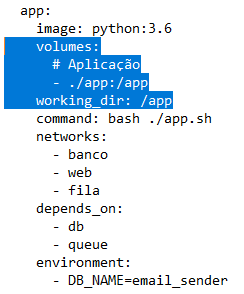 app:
image: python:3.6
volumes:
# Aplicação
- ./app:/app
working_dir: /app
command: bash ./app.sh
networks:
- banco
- web
- fila
depends_on:
- db
- queue
environment:
- DB_NAME=email_sender